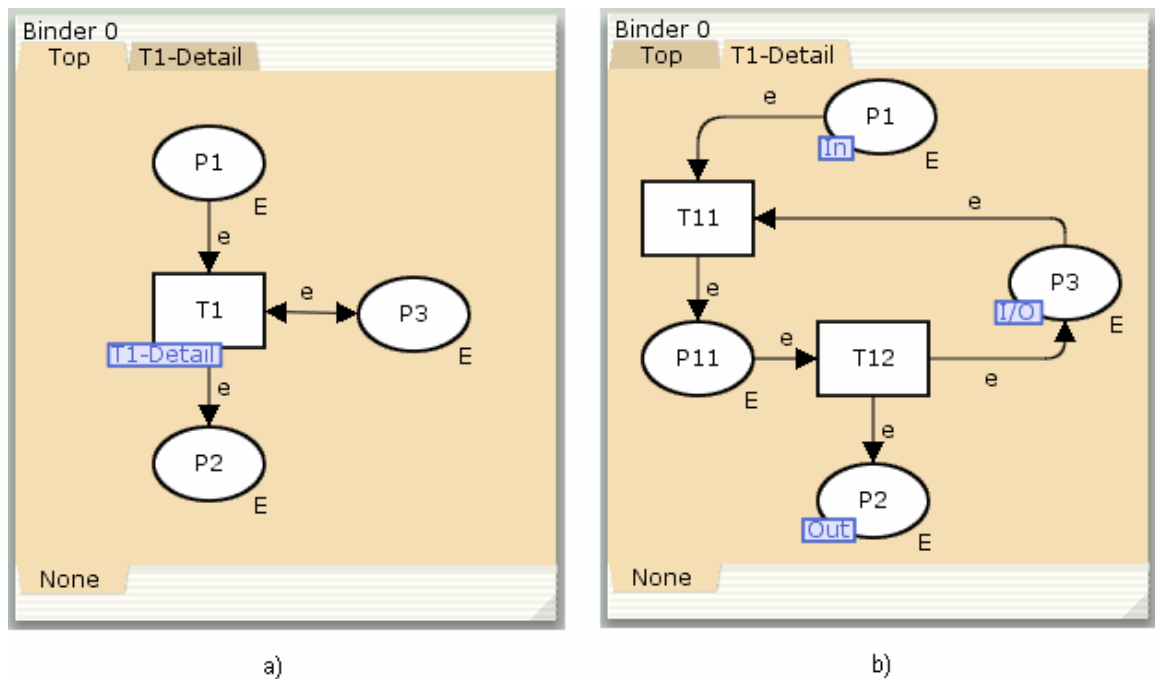 Binder 0
Top T1-Detail
P1
E
e
T1
e
P3
E
T1-Detail
e
P2
E
None
a)
Binder 0
Top T1-Detail
e
P1
In
E
e
T11
P3
I/O
E
e
P11
E
e
T12
e
e
P2
Out
E
None
b)